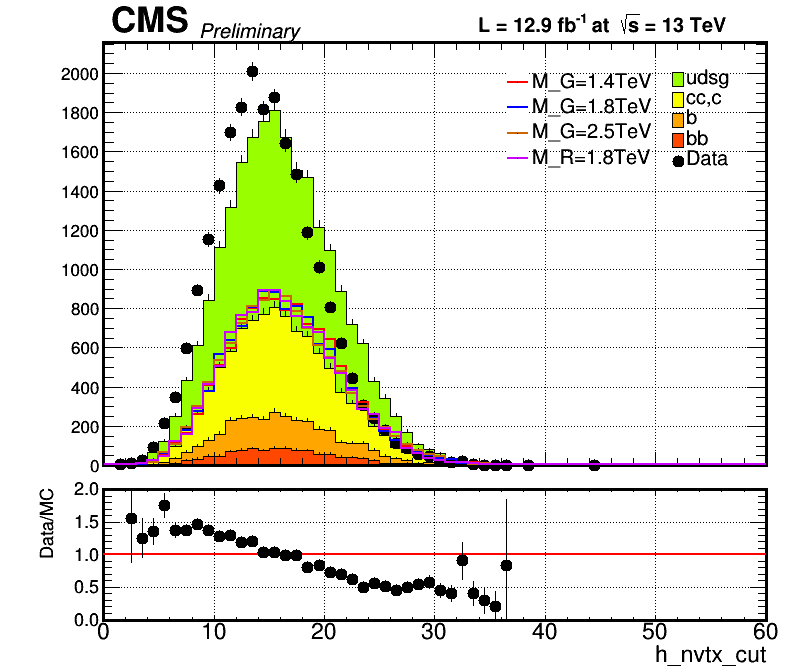 CMS Preliminary L = 12.9 fb⁻¹ at √s = 13 TeV
M_G=1.4TeV
M_G=1.8TeV
M_G=2.5TeV
M_R=1.8TeV
udsg
cc,c
b
bb
Data
2000
1800
1600
1400
1200
1000
800
600
400
200
0
Data/MC
2.0
1.5
1.0
0.5
0.0
0 10 20 30 40 50 60
h_nvtx_cut